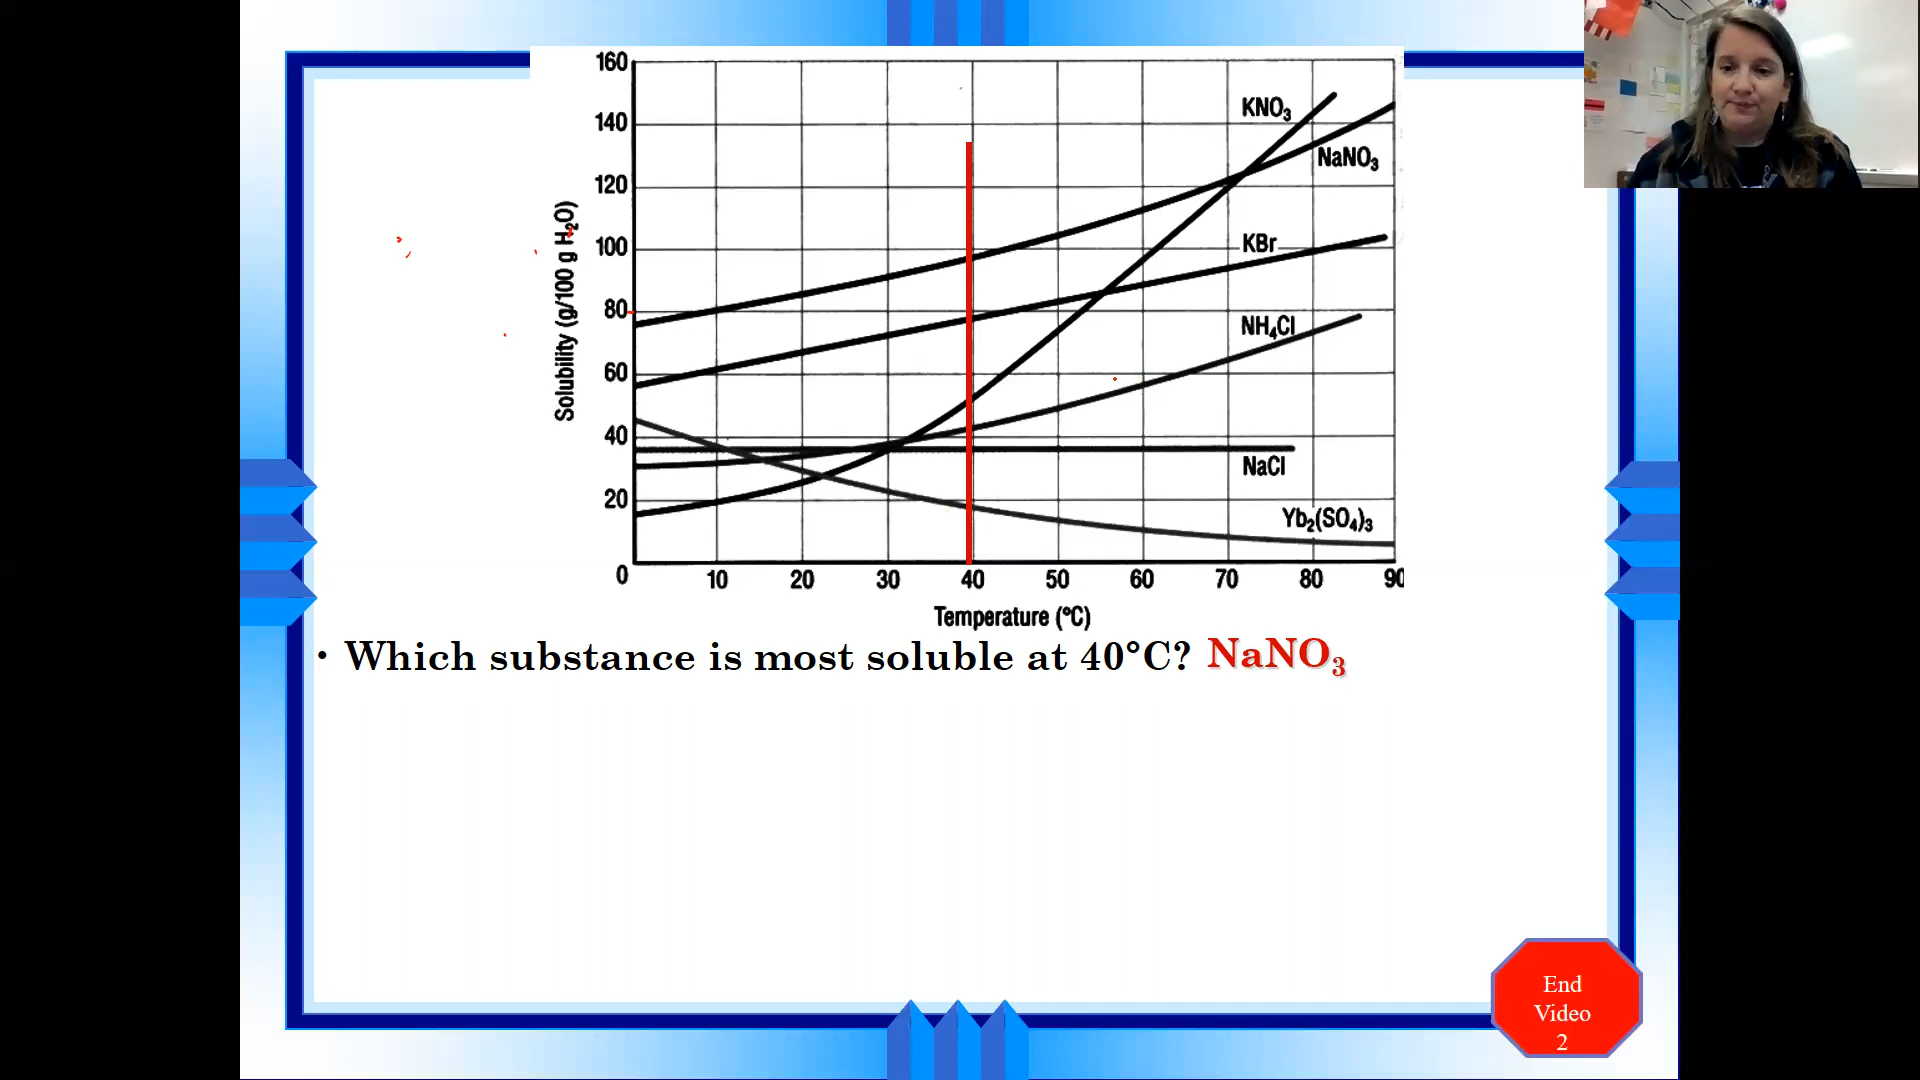 160
140
120
100
80
60
40
20
0
Solubility (g/100 g H₂O)
KNO₃
NaNO₃
KBr
NH₄Cl
NaCl
Yb₂(SO₄)₃
10 20 30 40 50 60 70 80 90
Temperature (°C)
• Which substance is most soluble at 40°C? NaNO₃
End
Video
2